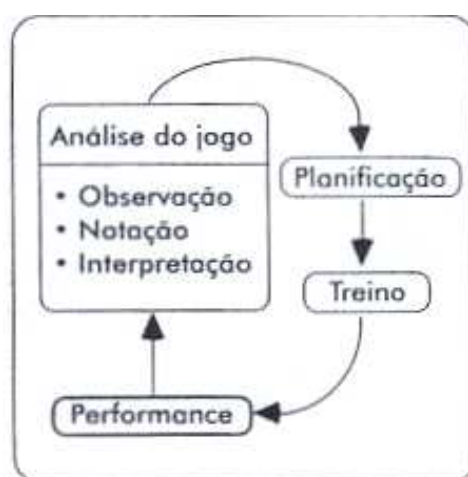 Análise do jogo
• Observação
• Notação
• Interpretação
Planificação
Treino
Performance